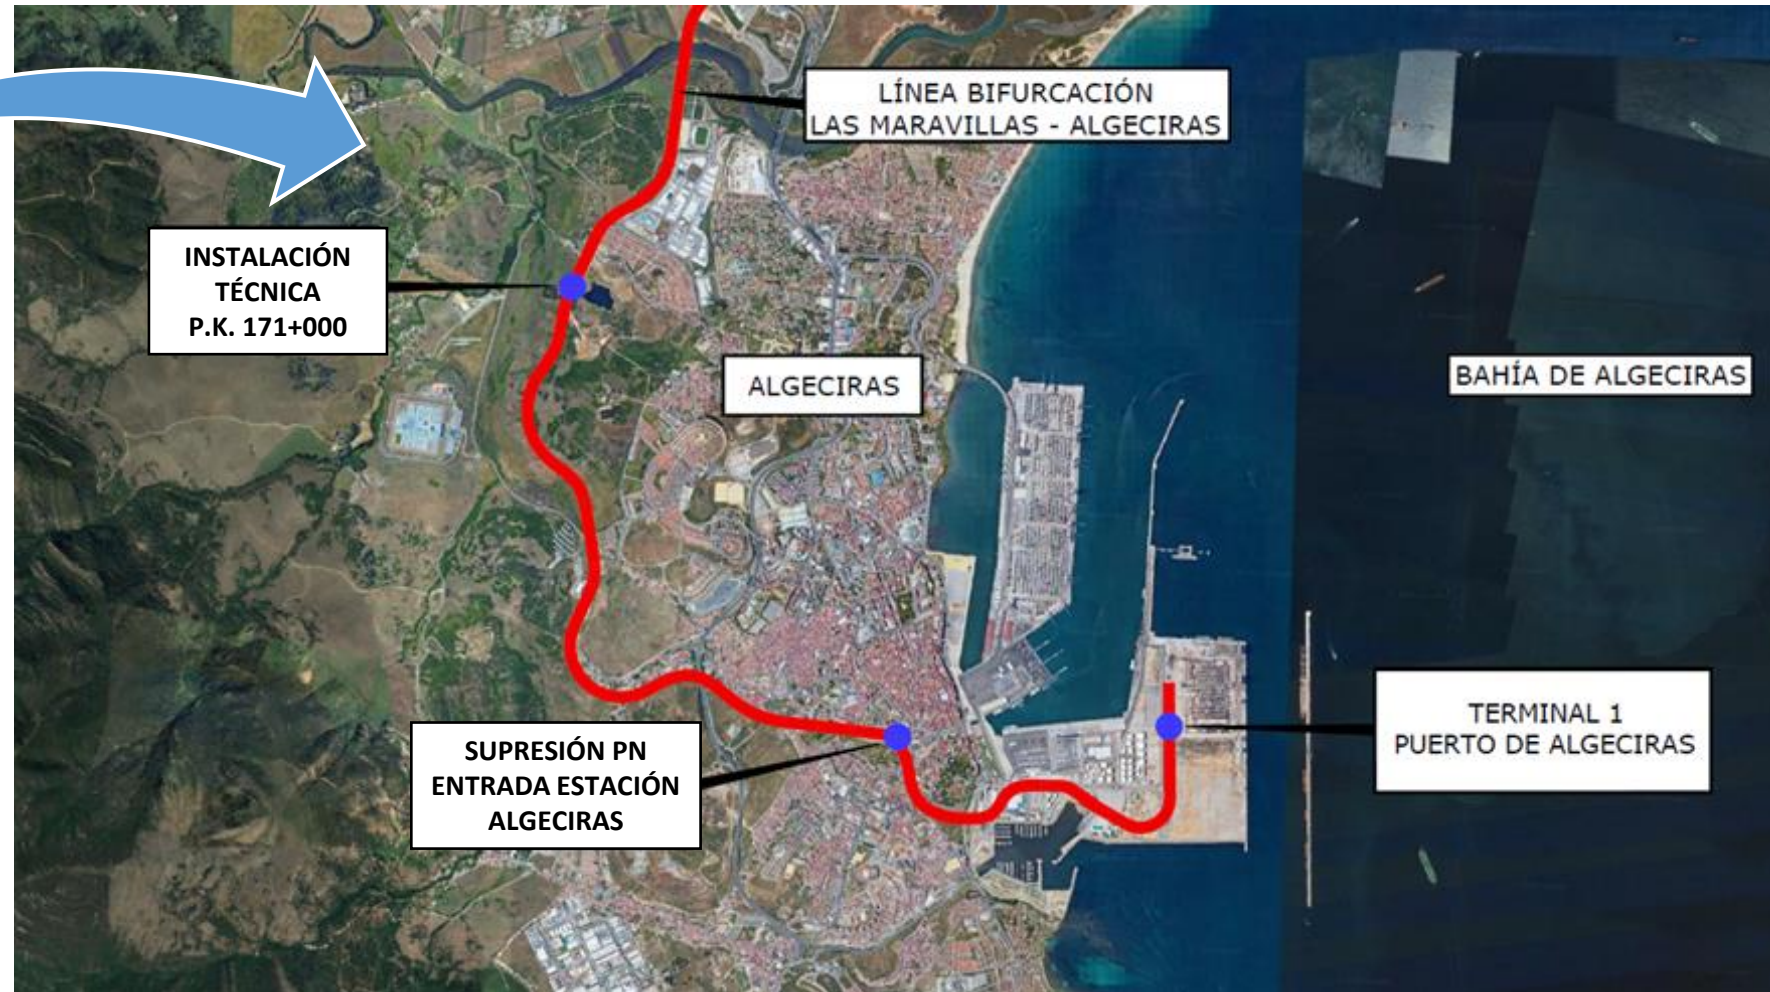 LÍNEA BIFURCACIÓN
LAS MARAVILLAS - ALGECIRAS
INSTALACIÓN
TÉCNICA
P.K. 171+000
ALGECIRAS
BAHÍA DE ALGECIRAS
SUPRESIÓN PN
ENTRADA ESTACIÓN
ALGECIRAS
TERMINAL 1
PUERTO DE ALGECIRAS